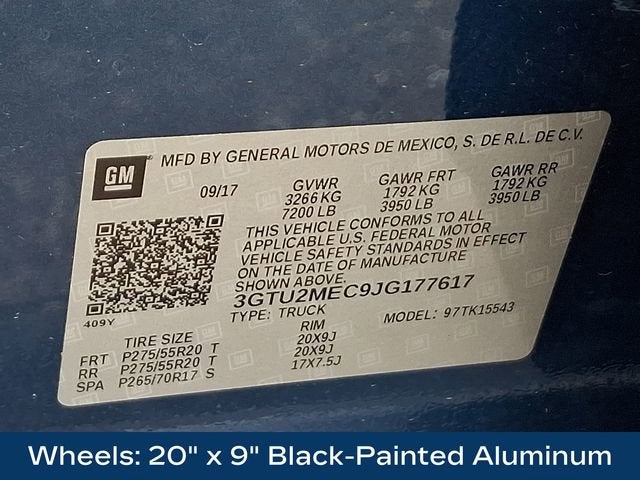 GM MFD BY GENERAL MOTORS DE MEXICO, S. DE R.L. DE C.V.
09/17 GVWR GAWR FRT GAWR RR
3266 KG 1792 KG 1792 KG
7200 LB 3950 LB 3950 LB
THIS VEHICLE CONFORMS TO ALL
APPLICABLE U.S. FEDERAL MOTOR
VEHICLE SAFETY STANDARDS IN EFFECT
ON THE DATE OF MANUFACTURE.
3GTU2MEC9JG177617
TYPE: TRUCK MODEL: 97TK15543
409Y
TIRE SIZE RIM
FRT P275/55R20 T 20X9J
RR P275/55R20 T 20X9J
SPA P265/70R17 S 17X7.5J
Wheels: 20" x 9" Black-Painted Aluminum